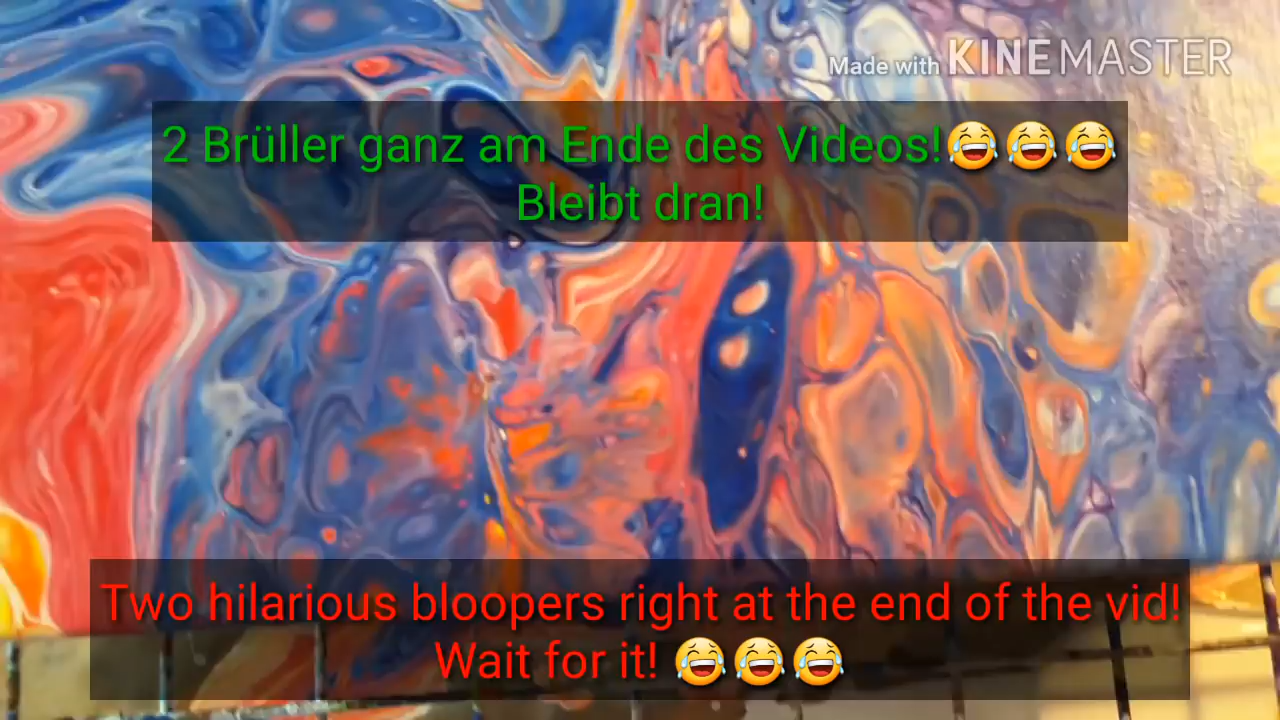 Made with KINEMASTER
2 Brüller ganz am Ende des Videos!😂😂😂
Bleibt dran!
Two hilarious bloopers right at the end of the vid!
Wait for it! 😂😂😂